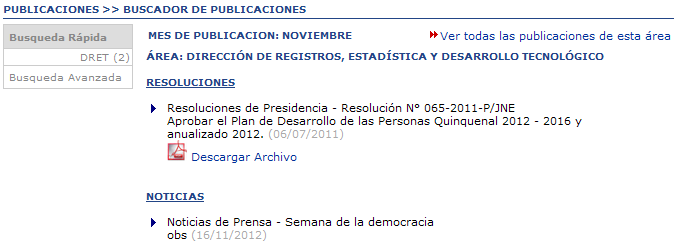 PUBLICACIONES >> BUSCADOR DE PUBLICACIONES
Busqueda Rápida
DRET (2)
Busqueda Avanzada
MES DE PUBLICACION: NOVIEMBRE
Ver todas las publicaciones de esta área
ÁREA: DIRECCIÓN DE REGISTROS, ESTADÍSTICA Y DESARROLLO TECNOLÓGICO
RESOLUCIONES
Resoluciones de Presidencia - Resolución Nº 065-2011-P/JNE
Aprobar el Plan de Desarrollo de las Personas Quinquenal 2012 - 2016 y
anualizado 2012. (06/07/2011)
Descargar Archivo
NOTICIAS
Noticias de Prensa - Semana de la democracia
obs (16/11/2012)